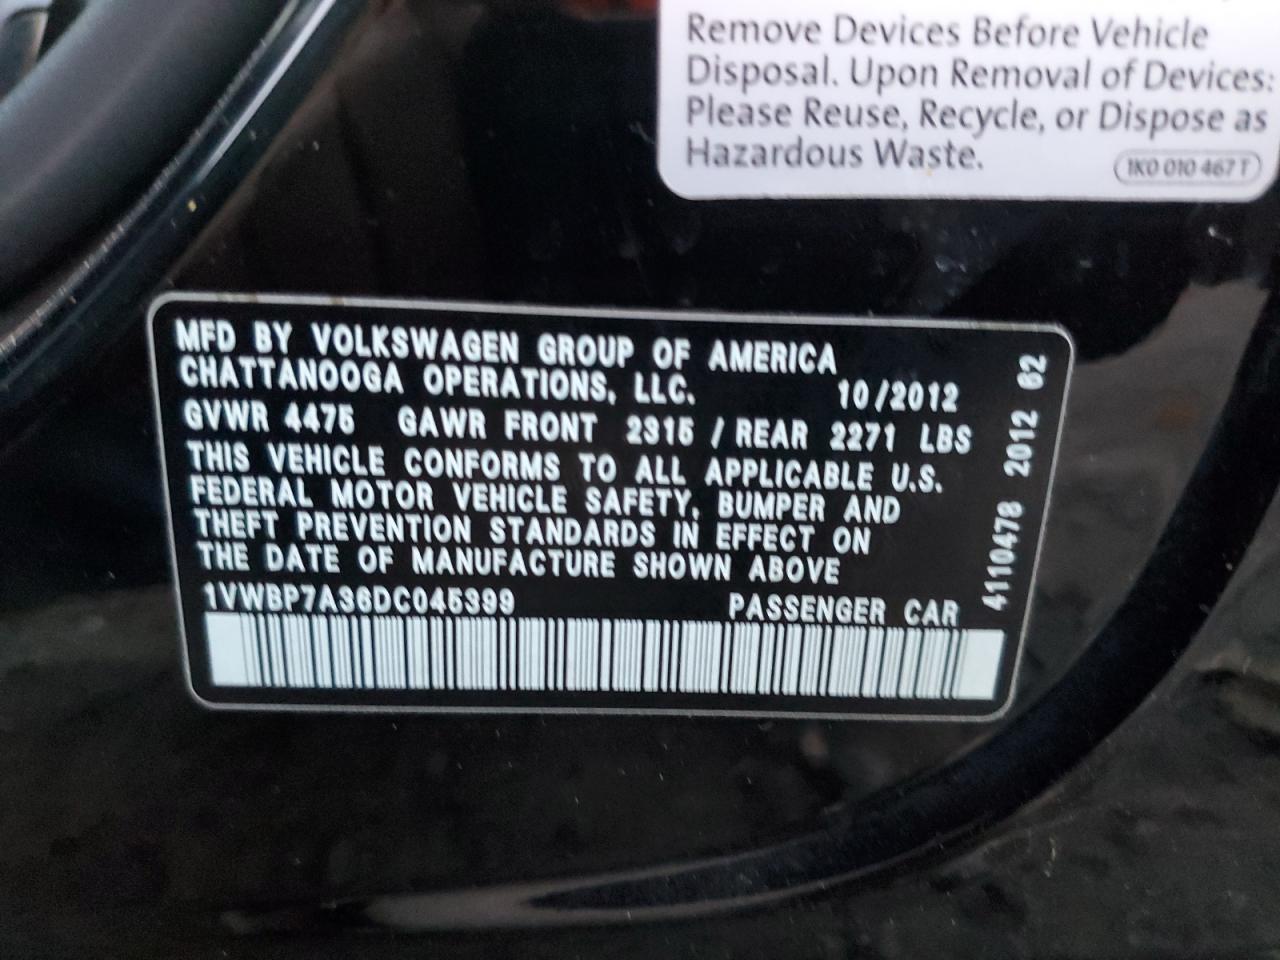 Remove Devices Before Vehicle
Disposal. Upon Removal of Devices:
Please Reuse, Recycle, or Dispose as
Hazardous Waste.
1K0 010 467 T
MFD BY VOLKSWAGEN GROUP OF AMERICA
CHATTANOOGA OPERATIONS, LLC. 10/2012
GVWR 4475 GAWR FRONT 2315 / REAR 2271 LBS
THIS VEHICLE CONFORMS TO ALL APPLICABLE U.S.
FEDERAL MOTOR VEHICLE SAFETY, BUMPER AND
THEFT PREVENTION STANDARDS IN EFFECT ON
THE DATE OF MANUFACTURE SHOWN ABOVE
1VWBP7A36DC045399 PASSENGER CAR
41110478 2012 62